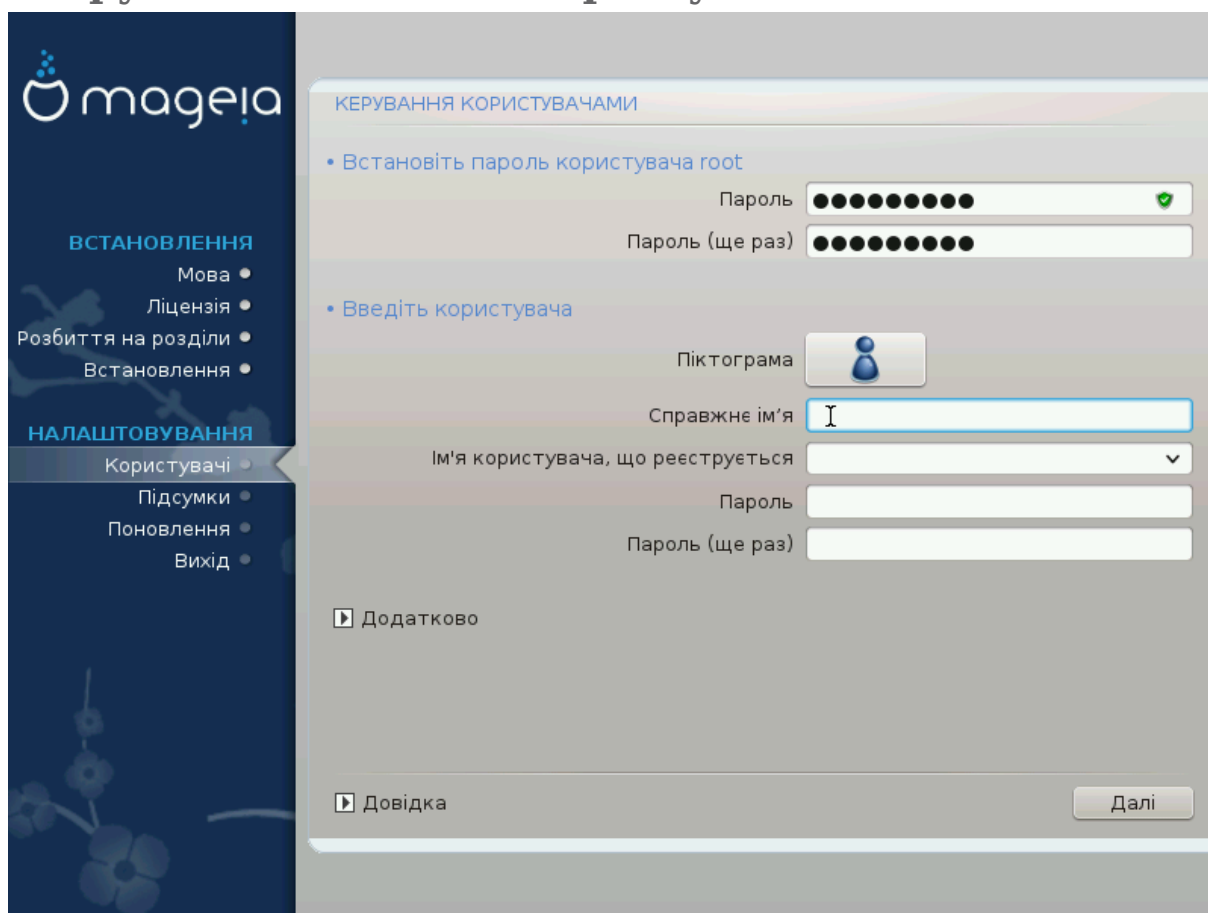 mageia
КЕРУВАННЯ КОРИСТУВАЧАМИ
• Встановіть пароль користувача root
Пароль
Пароль (ще раз)
• Введіть користувача
Піктограма
Справжнє ім’я
Ім'я користувача, що реєструється
Пароль
Пароль (ще раз)
Додатково
Довідка
Далі
ВСТАНОВЛЕННЯ
Мова
Ліцензія
Розбиття на розділи
Встановлення
НАЛАШТОВУВАННЯ
Користувачі
Підсумки
Поновлення
Вихід